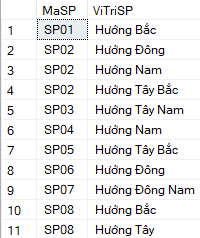 MaSP ViTriSP
1 SP01 Hướng Bắc
2 SP02 Hướng Đông
3 SP02 Hướng Nam
4 SP02 Hướng Tây Bắc
5 SP03 Hướng Tây Nam
6 SP04 Hướng Nam
7 SP05 Hướng Tây Bắc
8 SP06 Hướng Đông
9 SP07 Hướng Đông Nam
10 SP08 Hướng Bắc
11 SP08 Hướng Tây